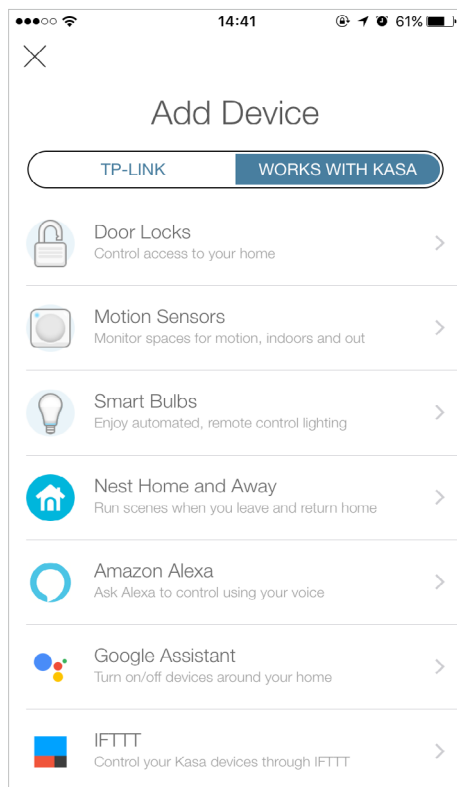 14:41 61%
Add Device
TP-LINK WORKS WITH KASA
Door Locks
Control access to your home
Motion Sensors
Monitor spaces for motion, indoors and out
Smart Bulbs
Enjoy automated, remote control lighting
Nest Home and Away
Run scenes when you leave and return home
Amazon Alexa
Ask Alexa to control using your voice
Google Assistant
Turn on/off devices around your home
IFTTT
Control your Kasa devices through IFTTT